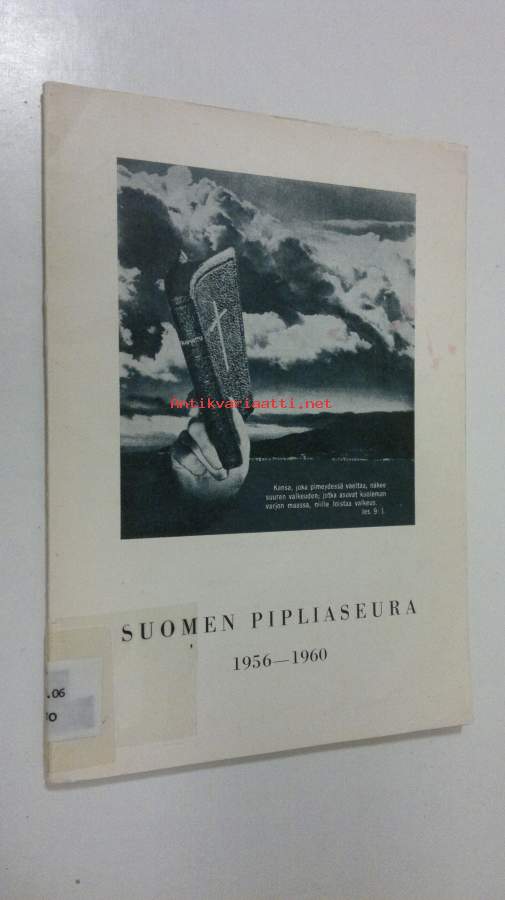 Antikvariaatti.net
Kansa, joka pimeydessä vaeltaa, näkee
suuren valkeuden; jotka asuvat kuoleman
varjon maassa, niille loistaa valkeus.
Jes. 9: 1.
SUOMEN PIPLIASEURA
1956—1960
.06